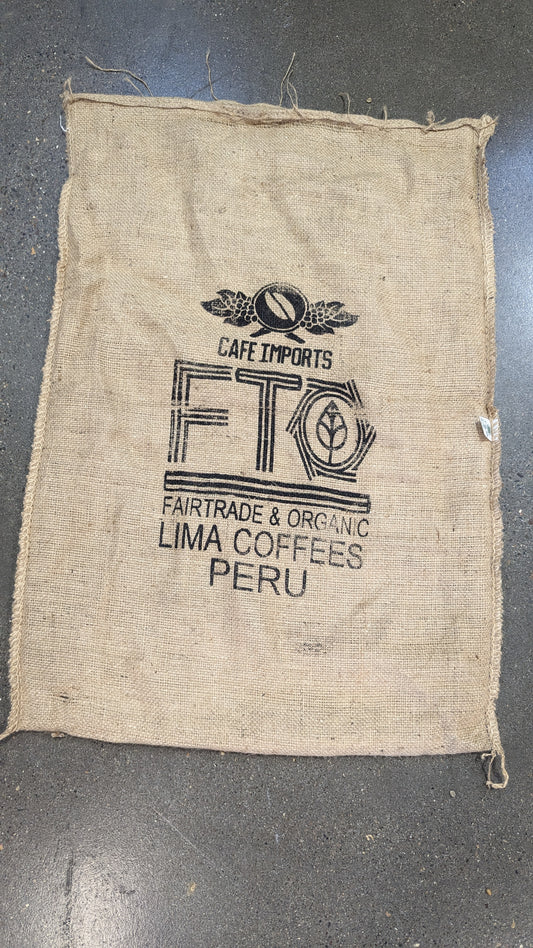 CAFE IMPORTS
FTO
FAIRTRADE & ORGANIC
LIMA COFFEES
PERU